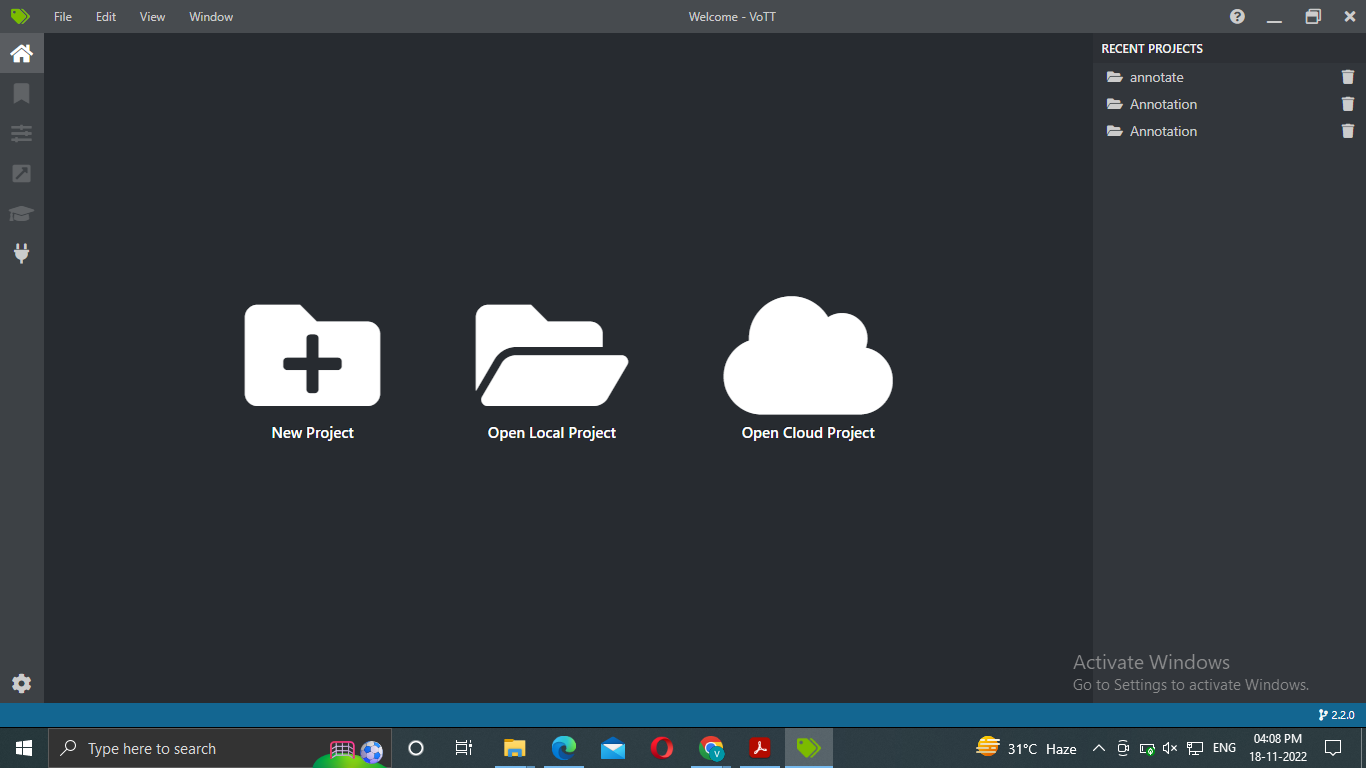 File Edit View Window Welcome - VoTT
RECENT PROJECTS
annotate
Annotation
Annotation
New Project Open Local Project Open Cloud Project
Activate Windows
Go to Settings to activate Windows.
2.2.0
Type here to search
V
31°C Haze
ENG
04:08 PM
18-11-2022